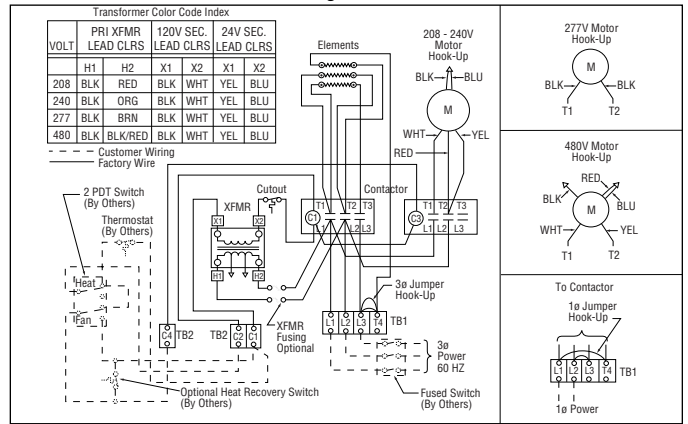 Transformer Color Code Index
VOLT
PRI XFMR LEAD CLRS
120V SEC. LEAD CLRS
24V SEC. LEAD CLRS
H1 H2 X1 X2 X1 X2
208 BLK RED BLK WHT YEL BLU
240 BLK ORG BLK WHT YEL BLU
277 BLK BRN BLK WHT YEL BLU
480 BLK BLK/RED BLK WHT YEL BLU
Customer Wiring
Factory Wire
Elements
208 - 240V
Motor
Hook-Up
BLK BLU
M
WHT YEL
RED
2 PDT Switch
(By Others)
Thermostat
(By Others)
Heat
Fan
XFMR
X1 X2
H1 H2
Cutout
Contactor
C1 T1 T2 T3
L1 L2 L3
C3 T1 T2 T3
L1 L2 L3
3ø Jumper
Hook-Up
C4 TB2
TB2 C2 C1
XFMR
Fusing
Optional
L1 L2 L3 T4 TB1
3ø
Power
60 HZ
Fused Switch
(By Others)
Optional Heat Recovery Switch
(By Others)
277V Motor
Hook-Up
M
BLK BLK
T1 T2
480V Motor
Hook-Up
RED
BLK BLU
M
WHT YEL
T1 T2
To Contactor
1ø Jumper
Hook-Up
L1 L2 L3 T4 TB1
1ø Power